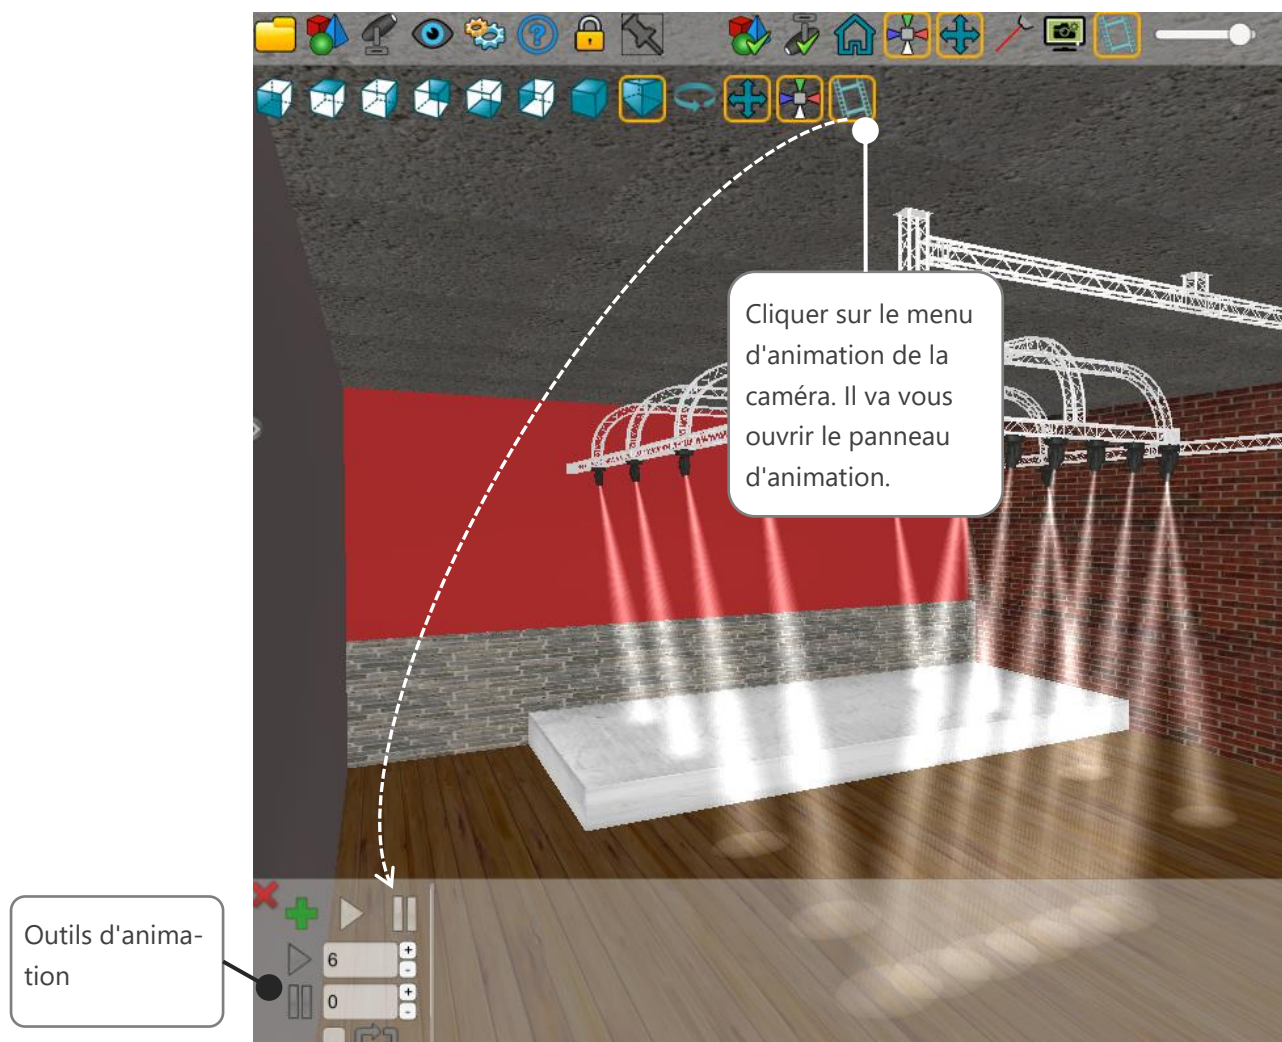 Cliquer sur le menu
d'animation de la
caméra. Il va vous
ouvrir le panneau
d'animation.
Outils d'anima-
tion
6
+
-
0
+
-